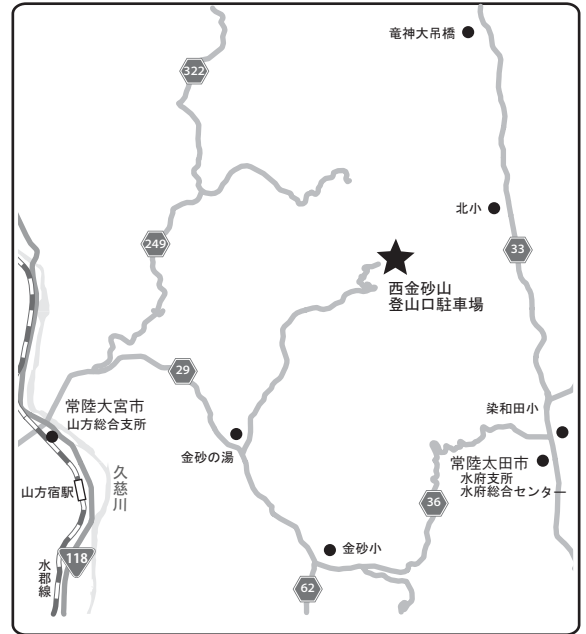 竜神大吊橋
322
北小
33
249
西金砂山
登山口駐車場
29
常陸大宮市
山方総合支所
染和田小
金砂の湯
常陸太田市
水府支所
水府総合センター
山方宿駅
久慈川
36
118
金砂小
水郡線
62